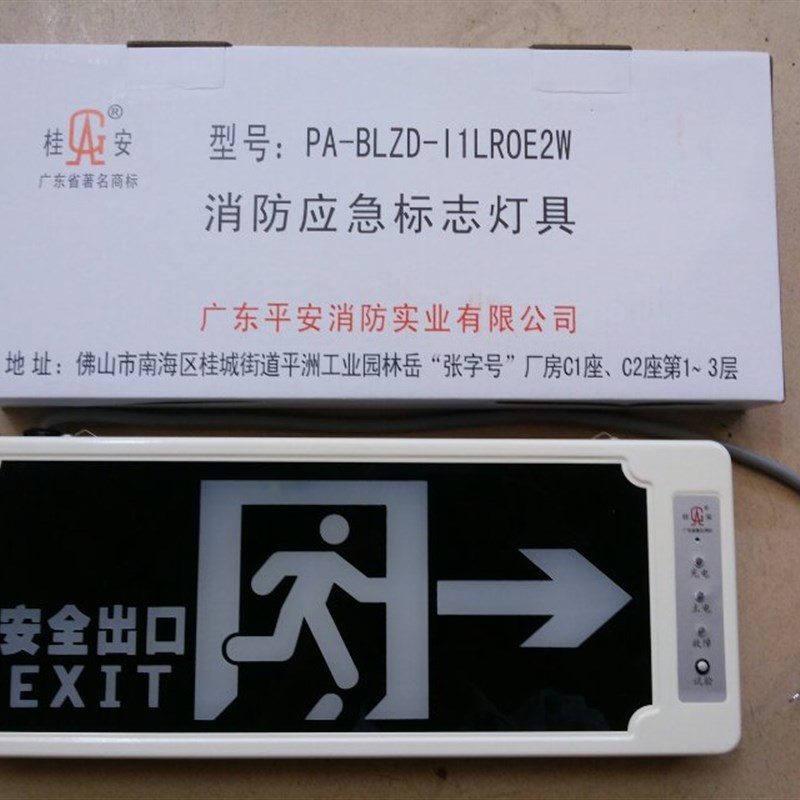 桂 安®
广东省著名商标
型号：PA-BLZD-I1LROE2W
消防应急标志灯具
广东平安消防实业有限公司
地 址：佛山市南海区桂城街道平洲工业园林岳“张字号”厂房C1座、C2座第1~3层
安全出口
EXIT
桂 安®
充电
主电
故障
试验